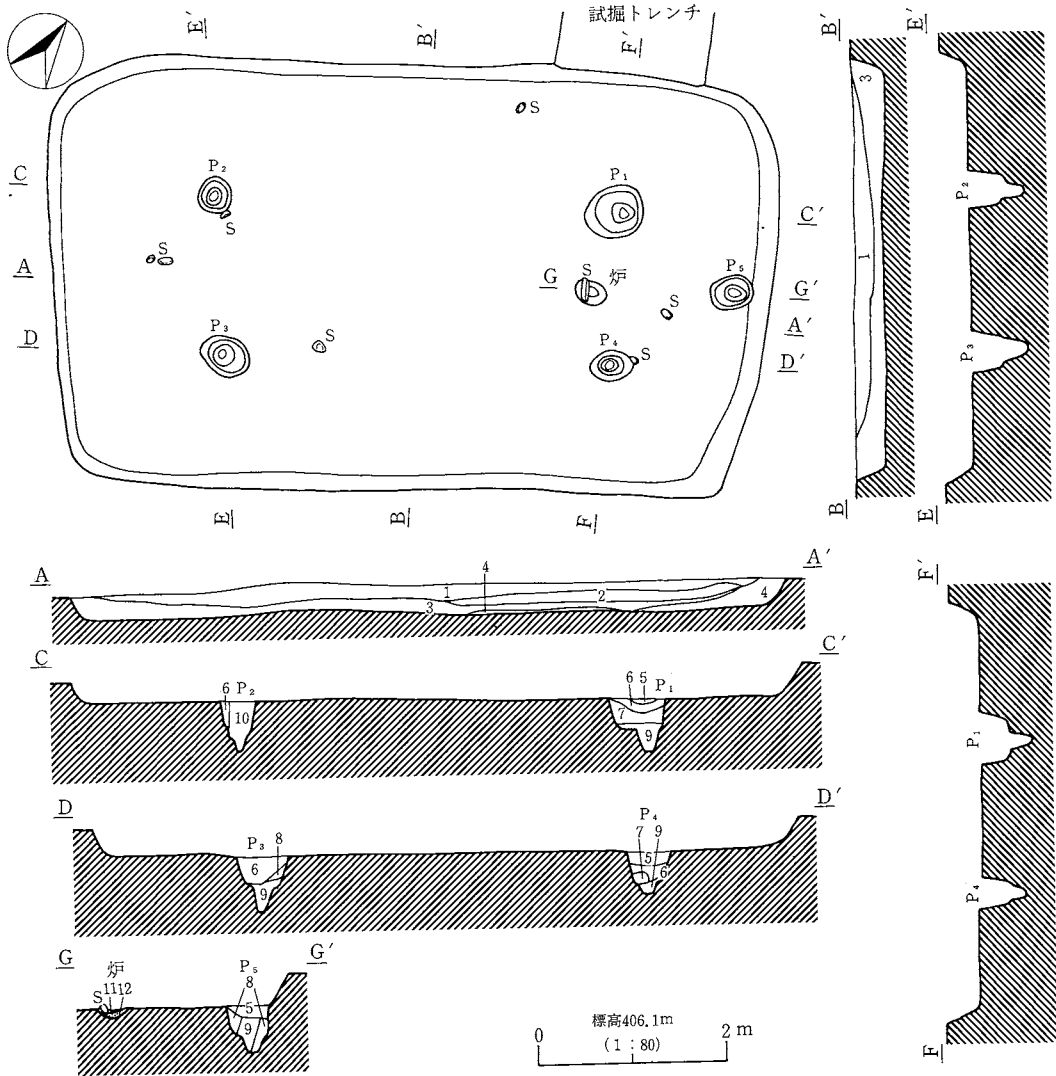 試掘トレンチ
E′
B′
F′
S
C
P₂
S
P₁
C′
A
S
G
S
炉
P₅
G′
S
A′
D
P₃
S
P₄
S
D′
E
B
F
B′
3
1
B
E′
P₂
P₃
E
A
4
A′
1
2
3
4
C
C′
6 P₂
10
6 5 P₁
7
9
D
D′
P₃ 8
6
9
P₄
7 9
5
6
G
G′
炉
S 11 12
P₅
8
5
9
F′
P₁
P₄
F
標高406.1m
(1:80)
0
2 m